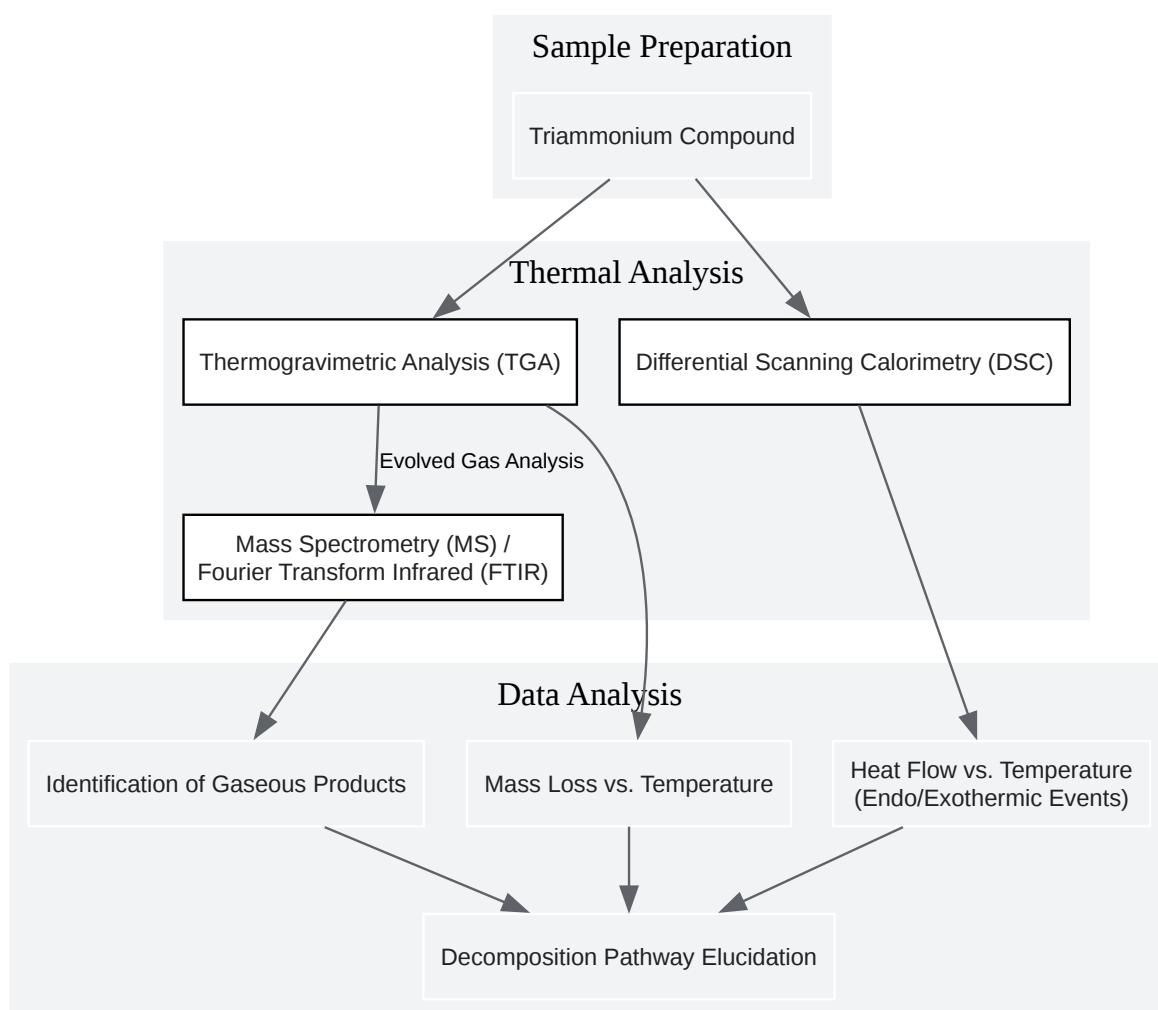 Sample Preparation
Triammonium Compound
Thermal Analysis
Thermogravimetric Analysis (TGA)
Differential Scanning Calorimetry (DSC)
Evolved Gas Analysis
Mass Spectrometry (MS) /
Fourier Transform Infrared (FTIR)
Data Analysis
Identification of Gaseous Products
Mass Loss vs. Temperature
Heat Flow vs. Temperature
(Endo/Exothermic Events)
Decomposition Pathway Elucidation